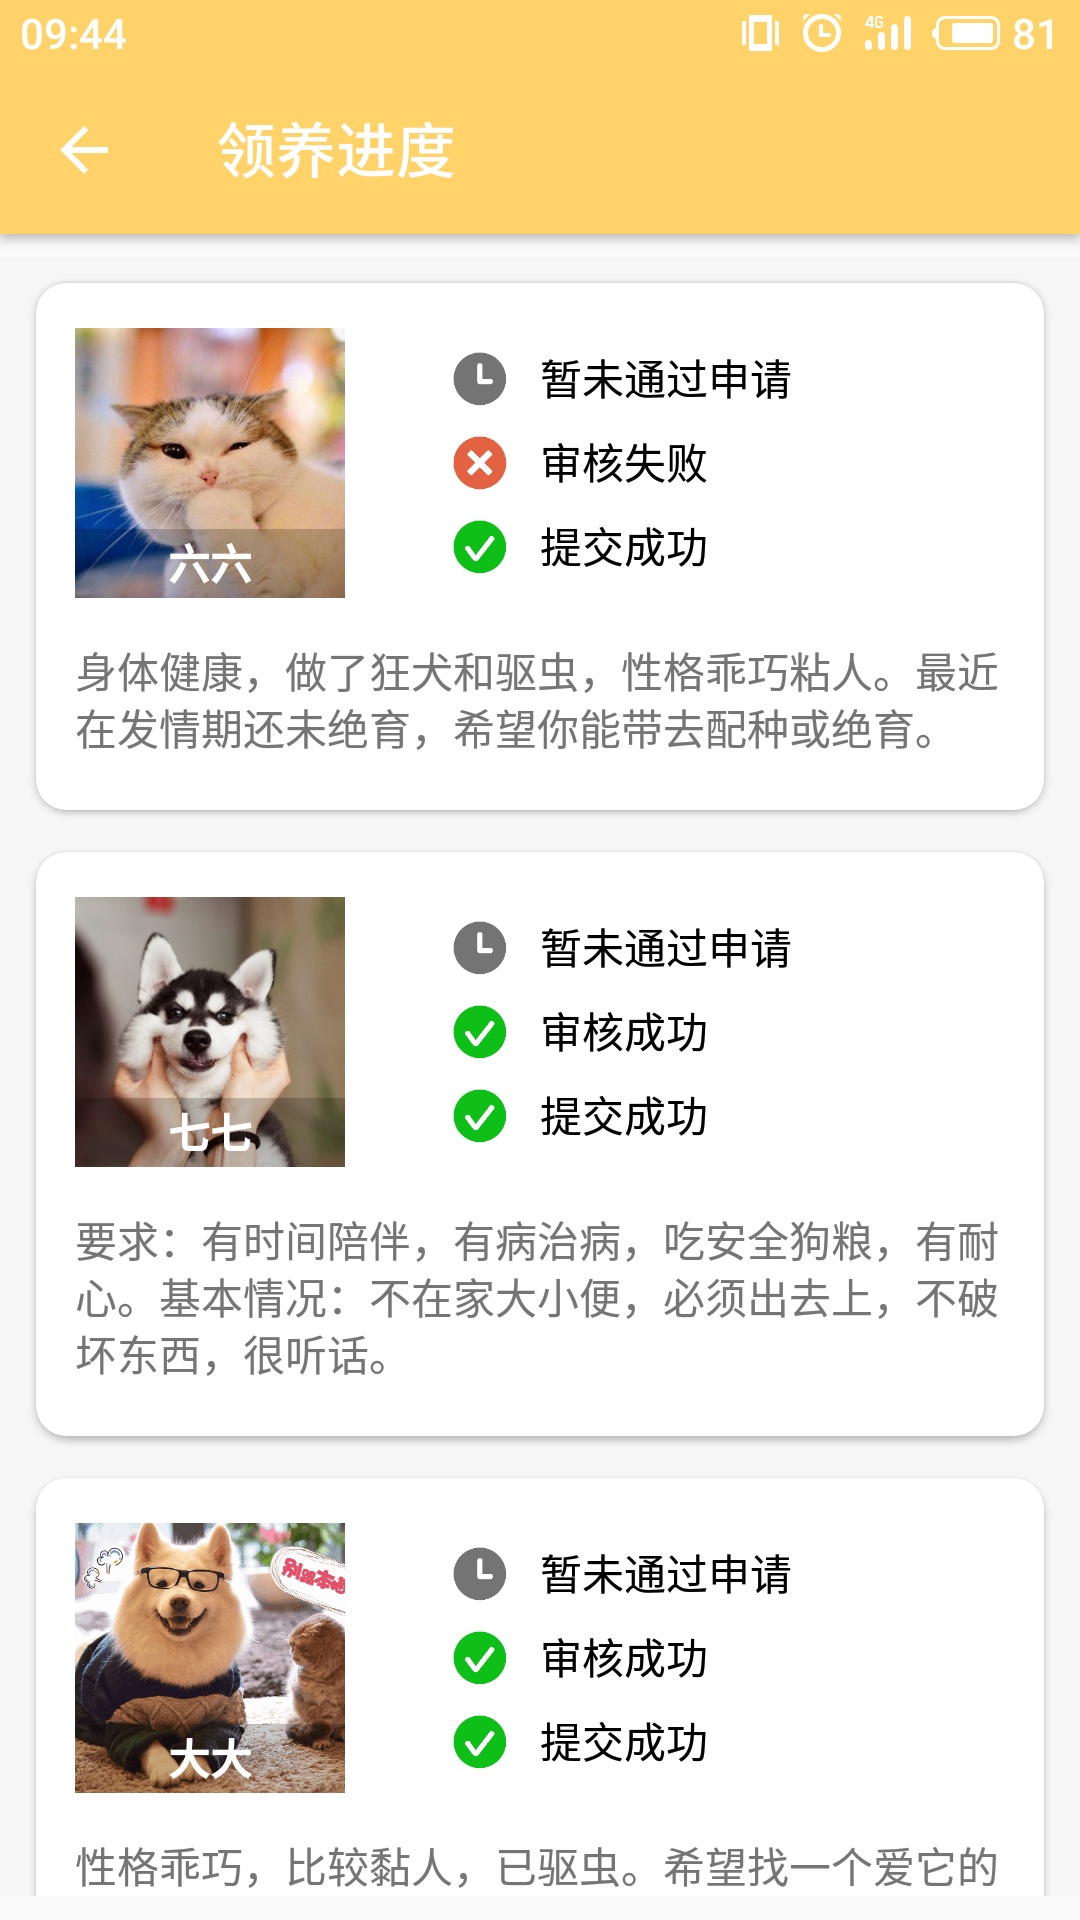 09:44
4G
81
领养进度
暂未通过申请
审核失败
提交成功
六六
身体健康，做了狂犬和驱虫，性格乖巧粘人。最近
在发情期还未绝育，希望你能带去配种或绝育。
暂未通过申请
审核成功
提交成功
七七
要求：有时间陪伴，有病治病，吃安全狗粮，有耐
心。基本情况：不在家大小便，必须出去上，不破
坏东西，很听话。
暂未通过申请
审核成功
提交成功
大大
性格乖巧，比较黏人，已驱虫。希望找一个爱它的